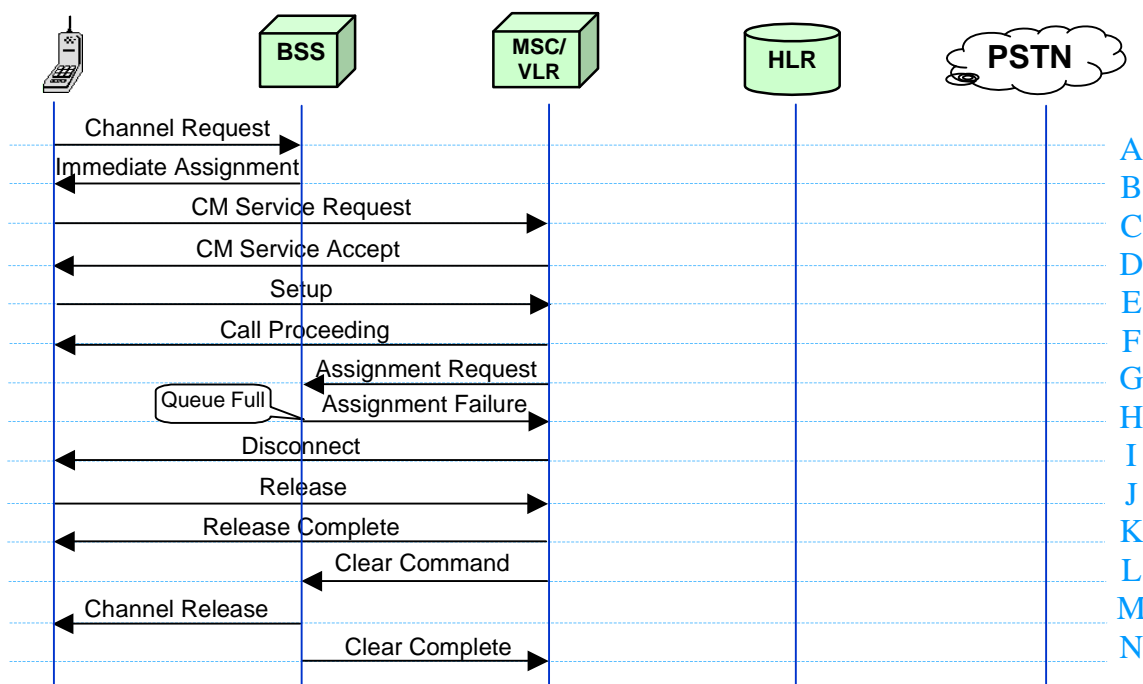 BSS
MSC/
VLR
HLR
PSTN
Channel Request
A
Immediate Assignment
B
CM Service Request
C
CM Service Accept
D
Setup
E
Call Proceeding
F
Assignment Request
G
Queue Full
Assignment Failure
H
Disconnect
I
Release
J
Release Complete
K
Clear Command
L
Channel Release
M
Clear Complete
N